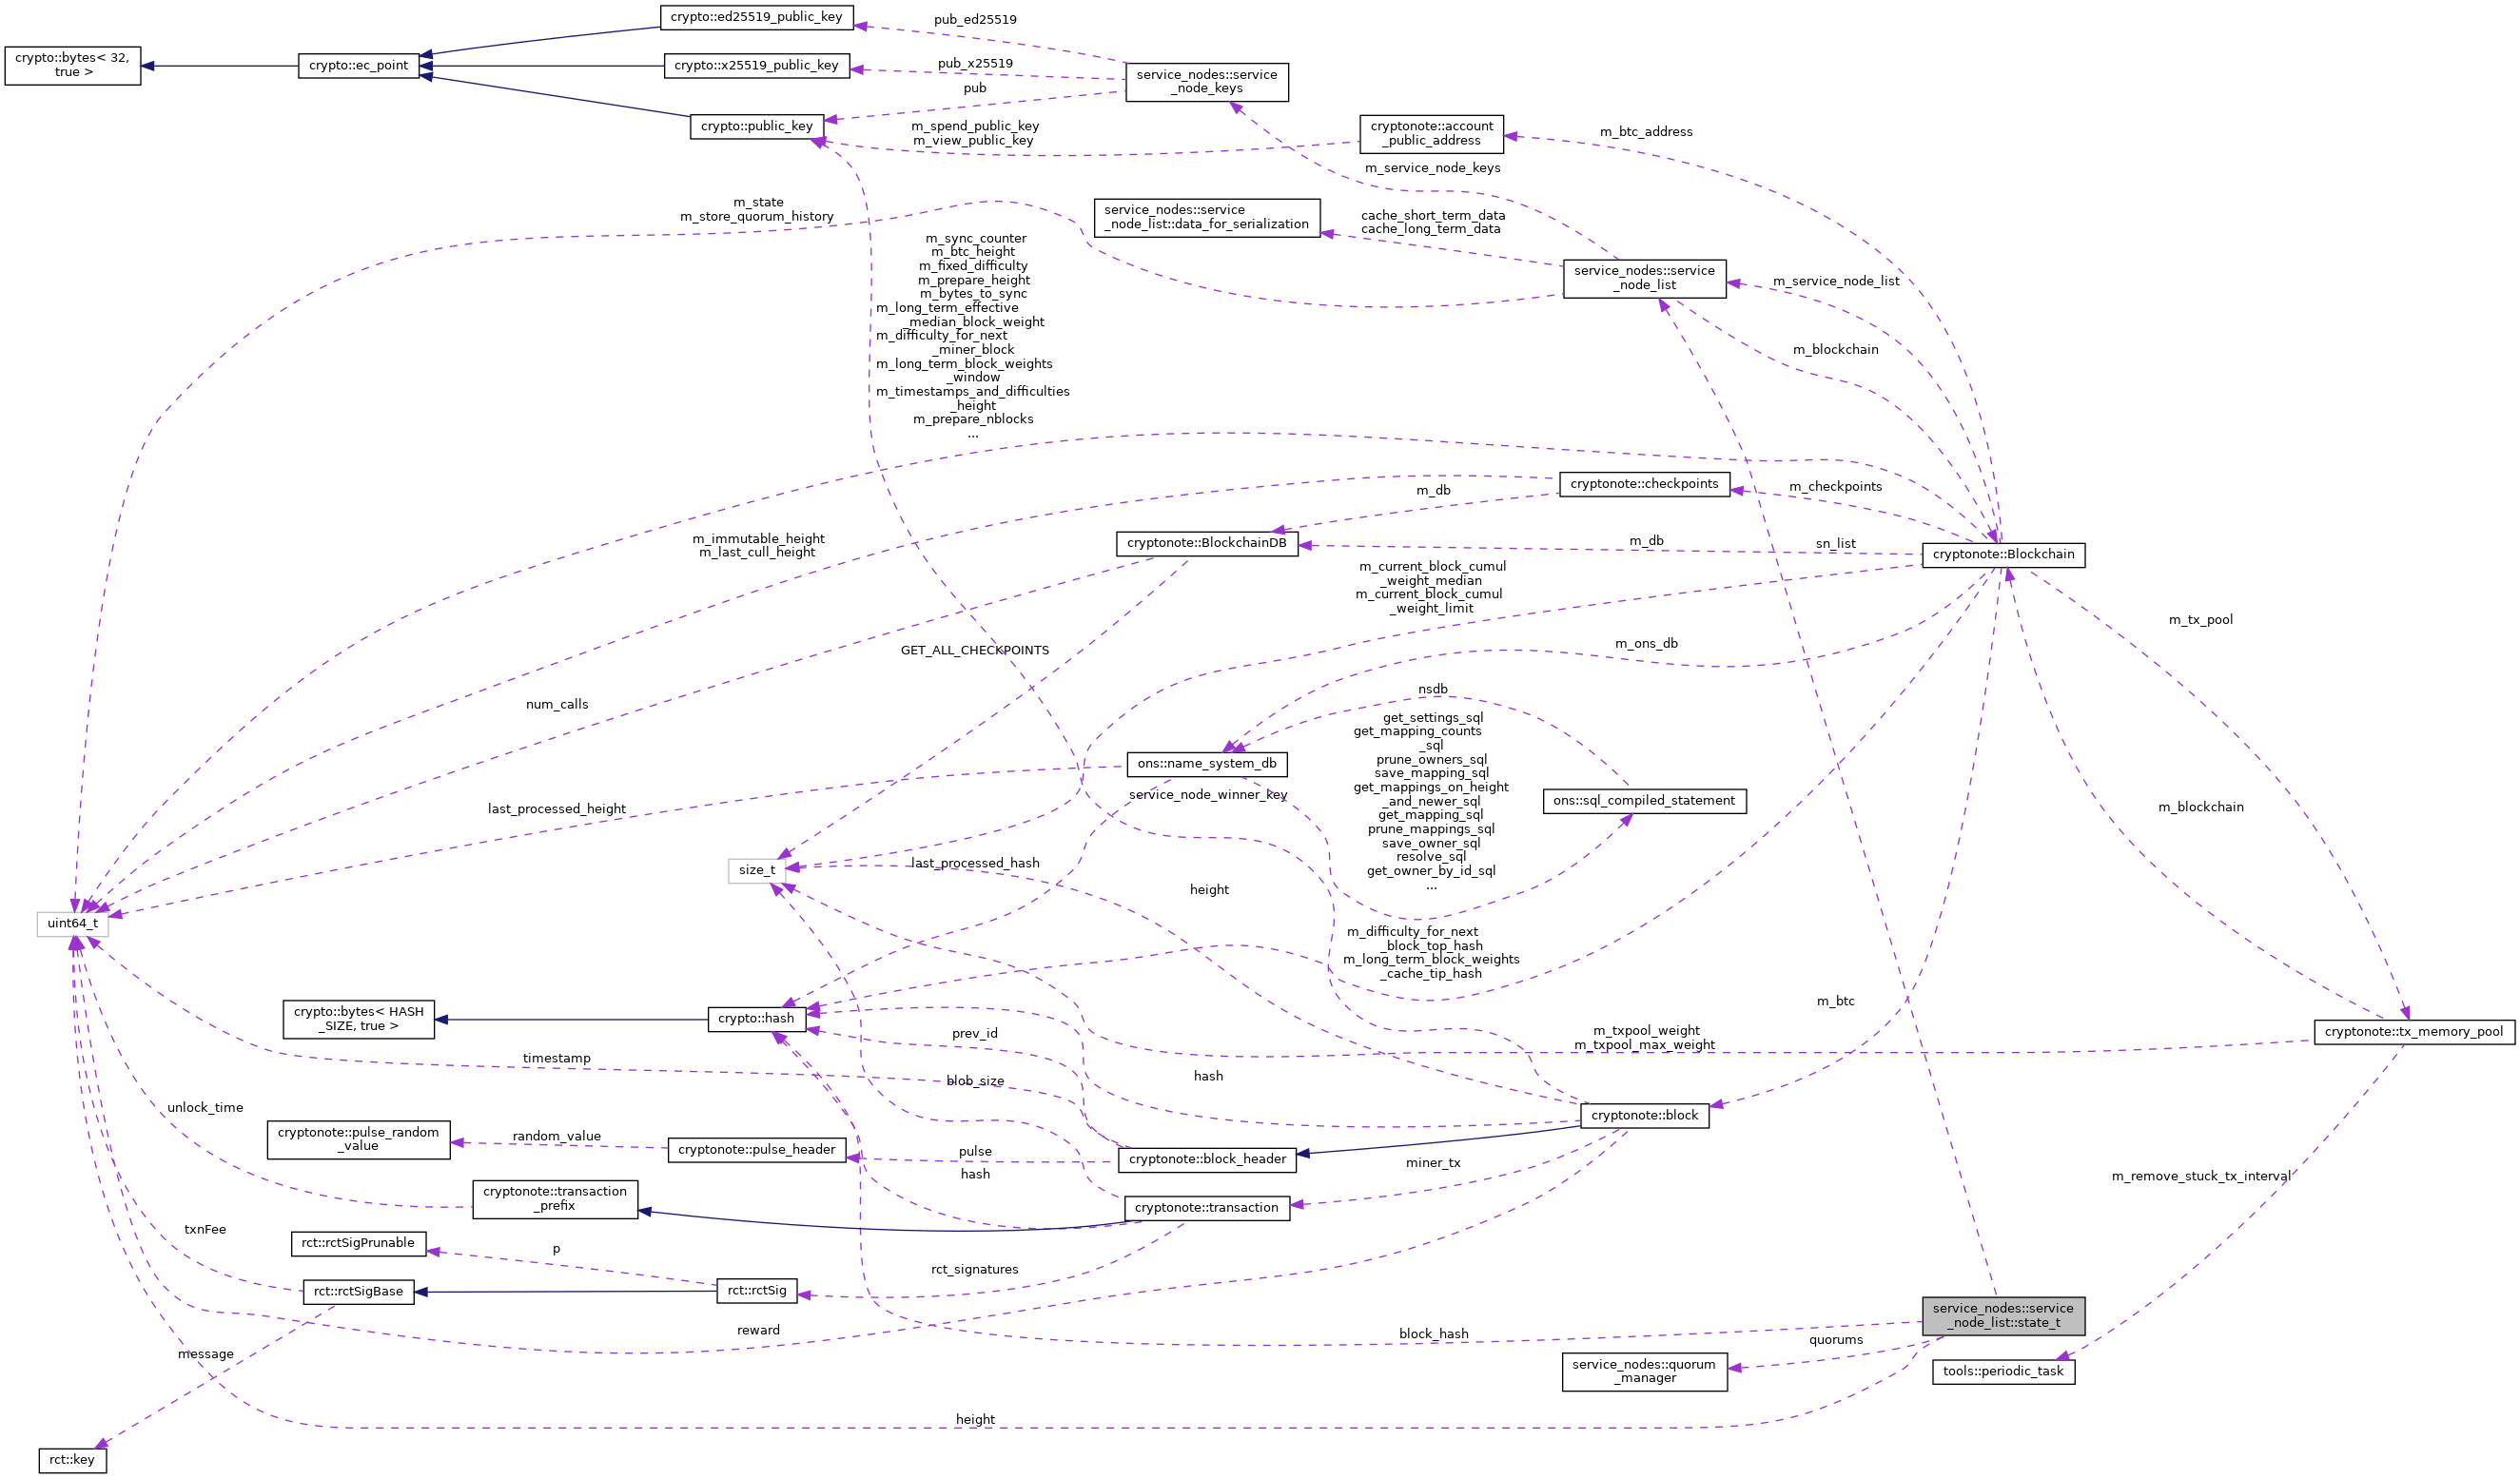 crypto::ed25519_public_key
pub_ed25519
crypto::bytes< 32,
true >
crypto::ec_point
crypto::x25519_public_key
pub_x25519
service_nodes::service
_node_keys
pub
crypto::public_key
m_spend_public_key
m_view_public_key
cryptonote::account
_public_address
m_btc_address
m_service_node_keys
m_state
m_store_quorum_history
service_nodes::service
_node_list::data_for_serialization
cache_short_term_data
cache_long_term_data
service_nodes::service
_node_list
m_service_node_list
m_sync_counter
m_btc_height
m_fixed_difficulty
m_prepare_height
m_bytes_to_sync
m_long_term_effective
_median_block_weight
m_difficulty_for_next
_miner_block
m_long_term_block_weights
_window
m_timestamps_and_difficulties
_height
m_prepare_nblocks
...
m_blockchain
cryptonote::checkpoints
m_checkpoints
m_db
m_immutable_height
m_last_cull_height
cryptonote::BlockchainDB
m_db
sn_list
cryptonote::Blockchain
m_current_block_cumul
_weight_median
m_current_block_cumul
_weight_limit
m_tx_pool
GET_ALL_CHECKPOINTS
m_ons_db
num_calls
nsdb
get_settings_sql
get_mapping_counts
_sql
prune_owners_sql
save_mapping_sql
get_mappings_on_height
_and_newer_sql
get_mapping_sql
prune_mappings_sql
save_owner_sql
resolve_sql
get_owner_by_id_sql
...
ons::name_system_db
service_node_winner_key
ons::sql_compiled_statement
last_processed_height
m_blockchain
size_t
last_processed_hash
height
uint64_t
m_difficulty_for_next
_block_top_hash
m_long_term_block_weights
_cache_tip_hash
crypto::bytes< HASH
_SIZE, true >
crypto::hash
prev_id
m_btc
m_txpool_weight
m_txpool_max_weight
cryptonote::tx_memory_pool
timestamp
blob_size
hash
unlock_time
cryptonote::block
cryptonote::pulse_random
_value
random_value
cryptonote::pulse_header
pulse
hash
cryptonote::block_header
miner_tx
m_remove_stuck_tx_interval
cryptonote::transaction
_prefix
cryptonote::transaction
txnFee
rct::rctSigPrunable
p
rct_signatures
rct::rctSigBase
rct::rctSig
service_nodes::service
_node_list::state_t
reward
block_hash
quorums
message
service_nodes::quorum
_manager
tools::periodic_task
height
rct::key